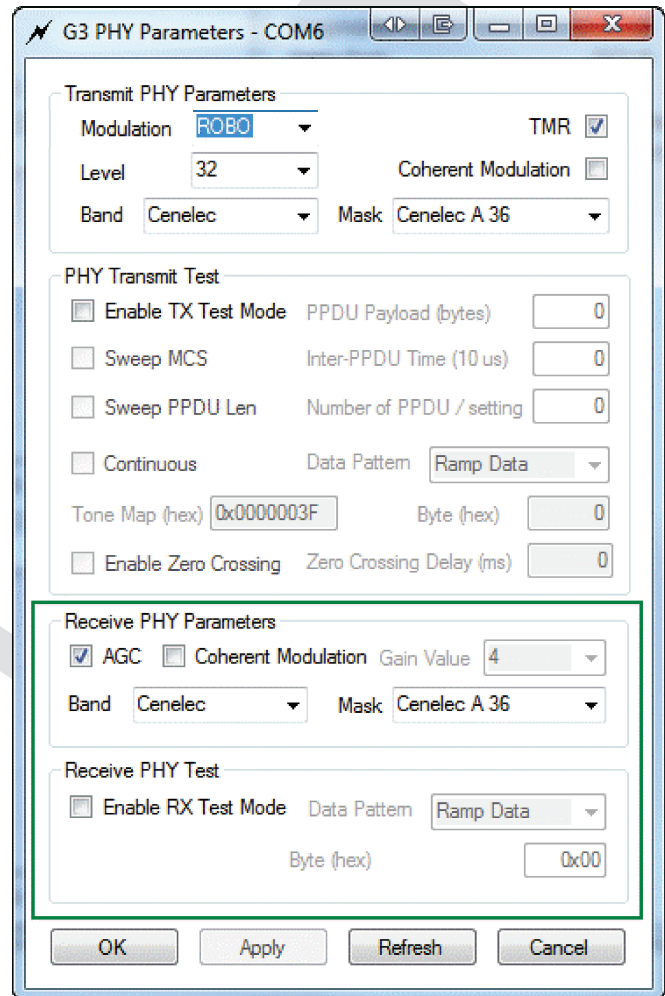 G3 PHY Parameters - COM6
Transmit PHY Parameters
Modulation ROBO TMR
Level 32 Coherent Modulation
Band Cenelec Mask Cenelec A 36
PHY Transmit Test
Enable TX Test Mode PPDU Payload (bytes) 0
Sweep MCS Inter-PPDU Time (10 us) 0
Sweep PPDU Len Number of PPDU / setting 0
Continuous Data Pattern Ramp Data
Tone Map (hex) 0x0000003F Byte (hex) 0
Enable Zero Crossing Zero Crossing Delay (ms) 0
Receive PHY Parameters
AGC Coherent Modulation Gain Value 4
Band Cenelec Mask Cenelec A 36
Receive PHY Test
Enable RX Test Mode Data Pattern Ramp Data
Byte (hex) 0x00
OK Apply Refresh Cancel